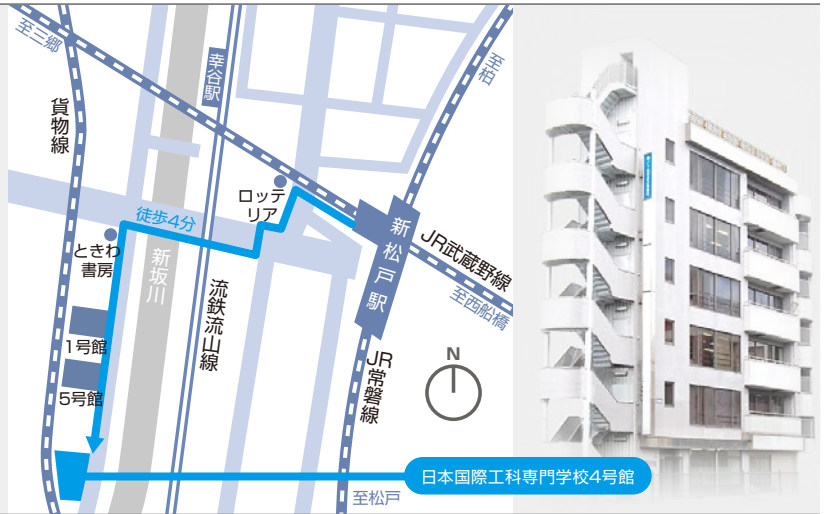 至三郷
幸谷駅
至柏
貨物線
ロッテ
リア
徒歩4分
ときわ
書房
新坂川
新松戸駅
JR武蔵野線
至西船橋
流鉄流山線
1号館
5号館
JR常磐線
N
日本国際工科専門学校4号館
至松戸